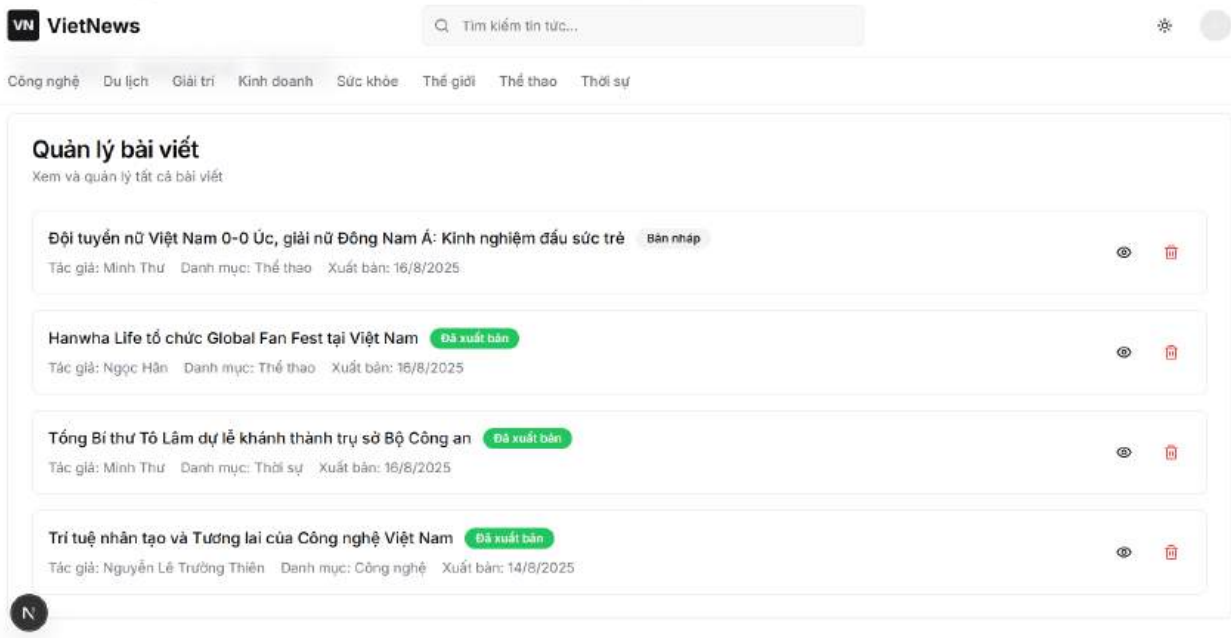 VN VietNews
Tìm kiếm tin tức...
Công nghệ Du lịch Giải trí Kinh doanh Sức khỏe Thế giới Thể thao Thời sự
Quản lý bài viết
Xem và quản lý tất cả bài viết
Đội tuyển nữ Việt Nam 0-0 Úc, giải nữ Đông Nam Á: Kinh nghiệm đấu sức trẻ Bản nháp
Tác giả: Minh Thư Danh mục: Thể thao Xuất bản: 16/8/2025
Hanwha Life tổ chức Global Fan Fest tại Việt Nam Đã xuất bản
Tác giả: Ngọc Hân Danh mục: Thể thao Xuất bản: 16/8/2025
Tổng Bí thư Tô Lâm dự lễ khánh thành trụ sở Bộ Công an Đã xuất bản
Tác giả: Minh Thư Danh mục: Thời sự Xuất bản: 16/8/2025
Trí tuệ nhân tạo và Tương lai của Công nghệ Việt Nam Đã xuất bản
Tác giả: Nguyễn Lê Trường Thiên Danh mục: Công nghệ Xuất bản: 14/8/2025
N